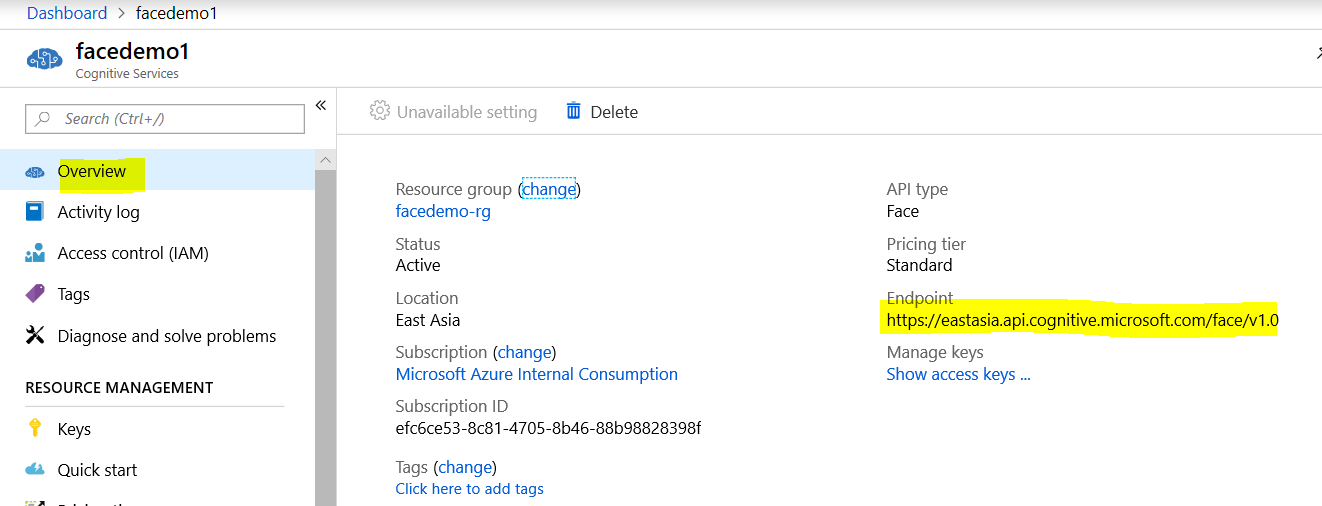 Dashboard > facedemo1
facedemo1
Cognitive Services
Search (Ctrl+/)
«
Overview
Activity log
Access control (IAM)
Tags
Diagnose and solve problems
RESOURCE MANAGEMENT
Keys
Quick start
Unavailable setting
Delete
Resource group (change)
facedemo-rg
Status
Active
Location
East Asia
Subscription (change)
Microsoft Azure Internal Consumption
Subscription ID
efc6ce53-8c81-4705-8b46-88b98828398f
Tags (change)
Click here to add tags
API type
Face
Pricing tier
Standard
Endpoint
https://eastasia.api.cognitive.microsoft.com/face/v1.0
Manage keys
Show access keys ...